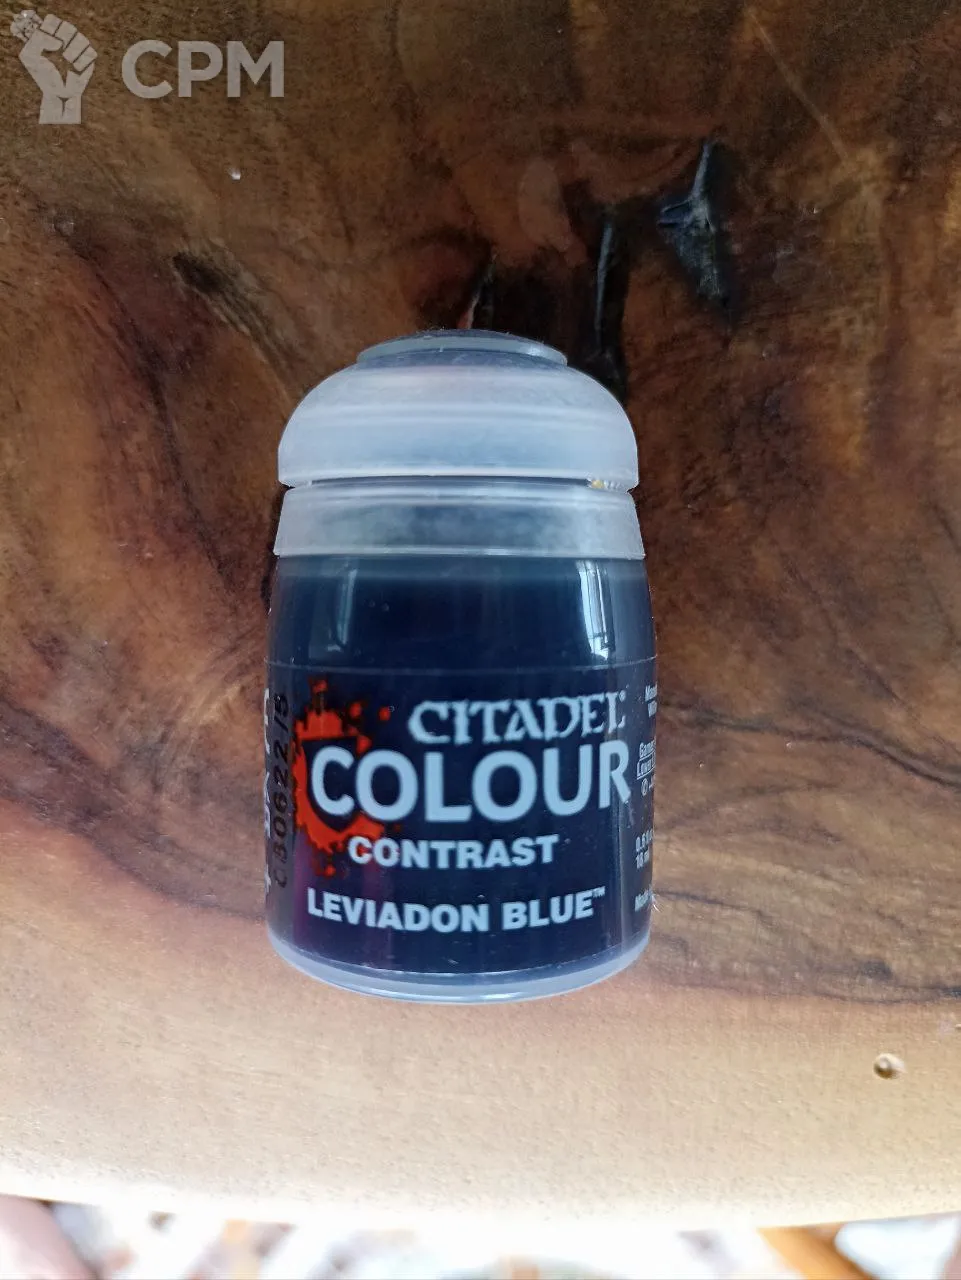 CPM
CITADEL®
COLOUR
CONTRAST
LEVIADON BLUE™